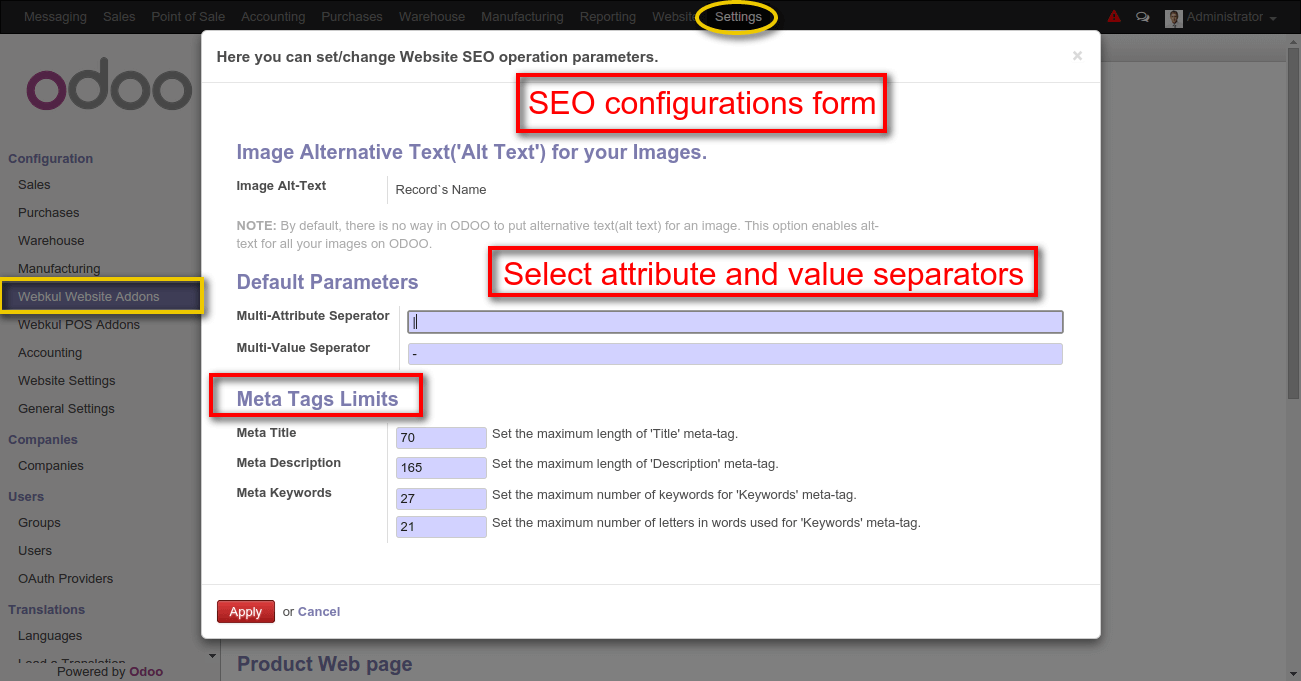 Messaging Sales Point of Sale Accounting Purchases Warehouse Manufacturing Reporting Website Settings Administrator
Here you can set/change Website SEO operation parameters. ×
odoo
SEO configurations form
Image Alternative Text('Alt Text') for your Images.
Image Alt-Text Record`s Name
NOTE: By default, there is no way in ODOO to put alternative text(alt text) for an image. This option enables alt-
text for all your images on ODOO.
Select attribute and value separators
Default Parameters
Multi-Attribute Seperator |
Multi-Value Seperator -
Meta Tags Limits
Meta Title 70 Set the maximum length of 'Title' meta-tag.
Meta Description 165 Set the maximum length of 'Description' meta-tag.
Meta Keywords 27 Set the maximum number of keywords for 'Keywords' meta-tag.
21 Set the maximum number of letters in words used for 'Keywords' meta-tag.
Apply or Cancel
Configuration
Sales
Purchases
Warehouse
Manufacturing
Webkul Website Addons
Webkul POS Addons
Accounting
Website Settings
General Settings
Companies
Companies
Users
Groups
Users
OAuth Providers
Translations
Languages
Load a Translation
Powered by Odoo
Product Web page